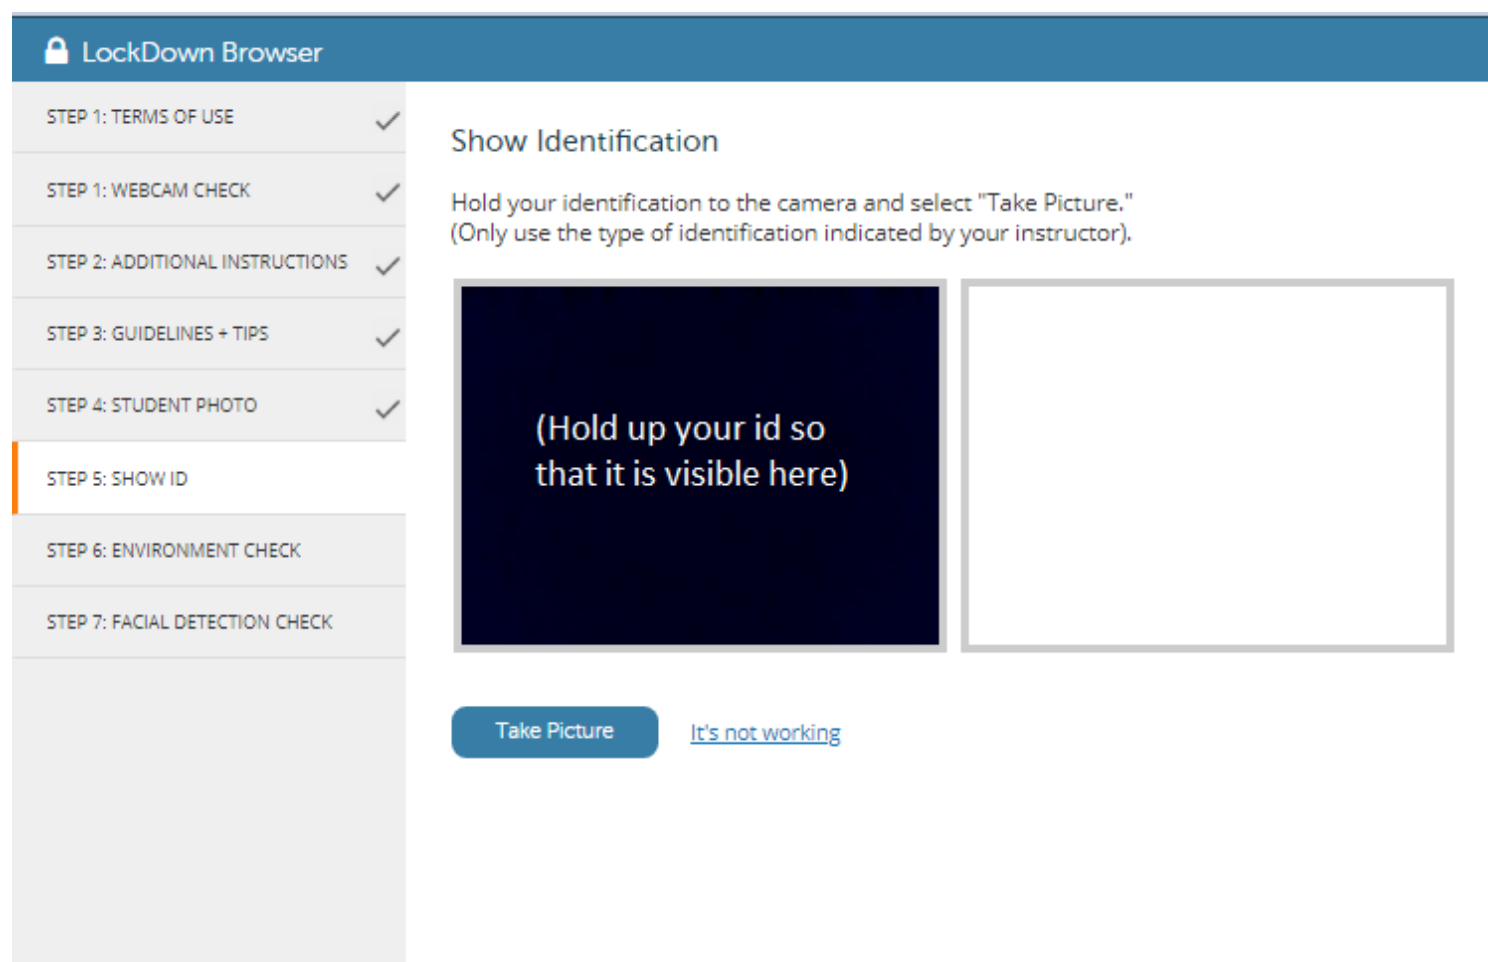 LockDown Browser
STEP 1: TERMS OF USE
STEP 1: WEBCAM CHECK
STEP 2: ADDITIONAL INSTRUCTIONS
STEP 3: GUIDELINES + TIPS
STEP 4: STUDENT PHOTO
STEP 5: SHOW ID
STEP 6: ENVIRONMENT CHECK
STEP 7: FACIAL DETECTION CHECK
Show Identification
Hold your identification to the camera and select "Take Picture."
(Only use the type of identification indicated by your instructor).
(Hold up your id so
that it is visible here)
Take Picture
It's not working